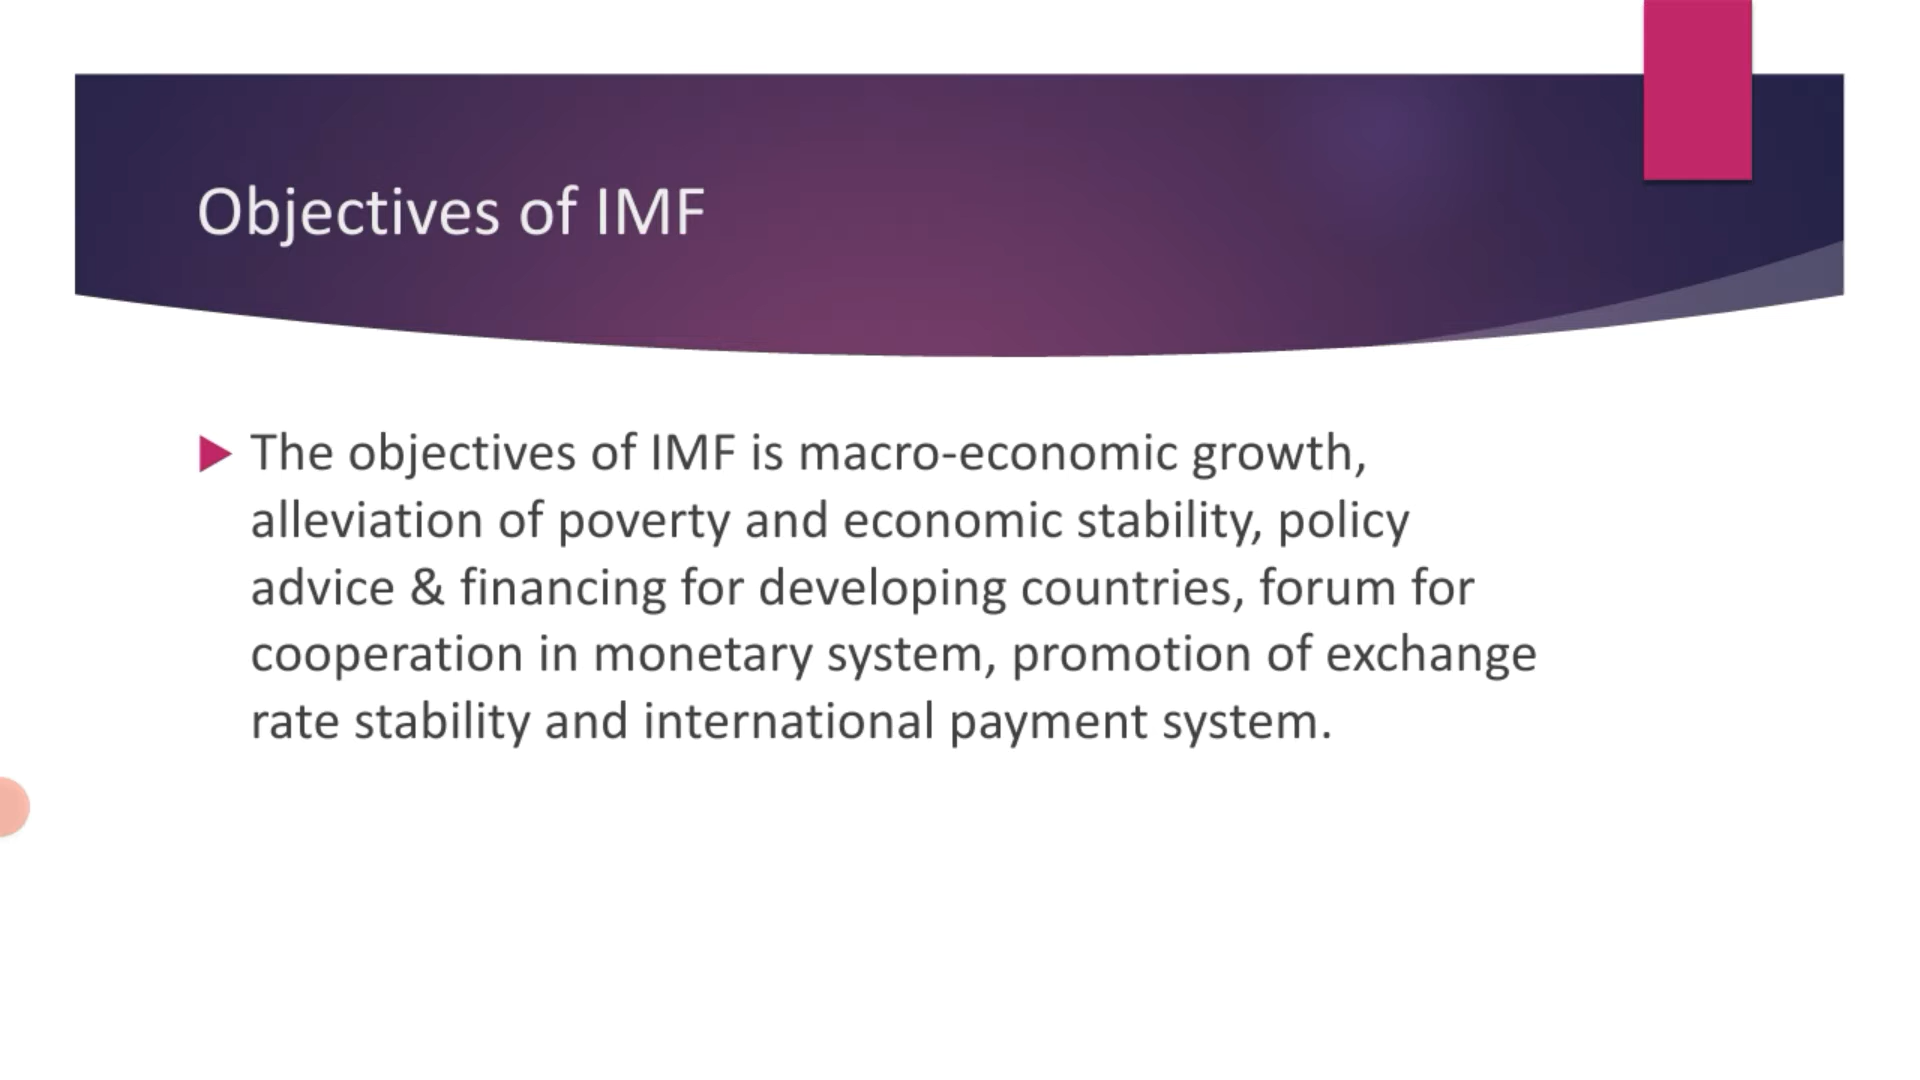 Objectives of IMF
The objectives of IMF is macro-economic growth,
alleviation of poverty and economic stability, policy
advice & financing for developing countries, forum for
cooperation in monetary system, promotion of exchange
rate stability and international payment system.